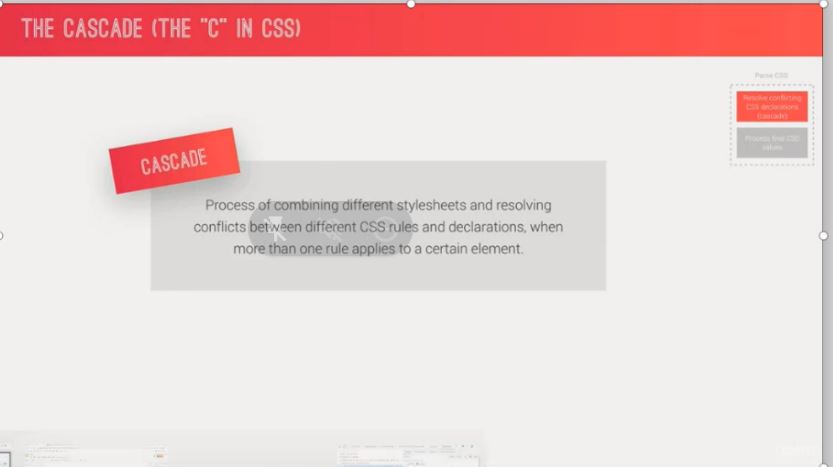 THE CASCADE (THE "C" IN CSS)
Parse CSS
Resolve conflicting
CSS declarations
(cascade)
Process final CSS
values
CASCADE
Process of combining different stylesheets and resolving
conflicts between different CSS rules and declarations, when
more than one rule applies to a certain element.